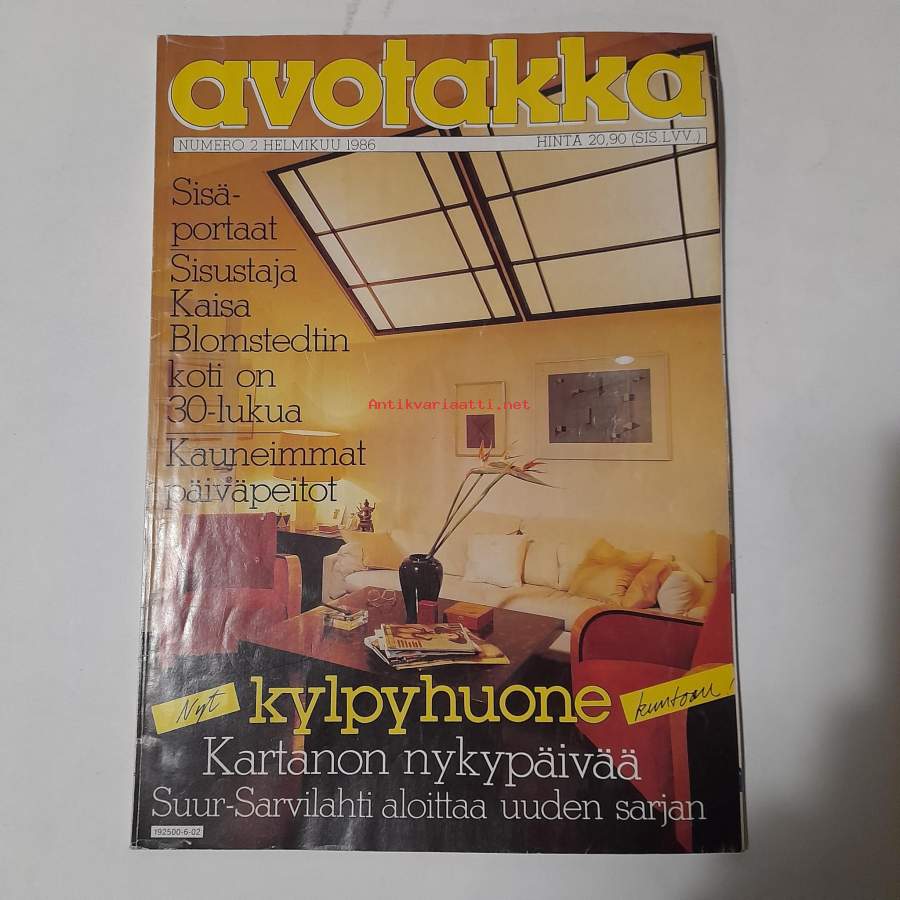 avotakka
NUMERO 2 HELMIKUU 1986 HINTA 20,90 (SIS.LVV.)
Sisä-
portaat
Sisustaja
Kaisa
Blomstedtin
koti on
30-lukua
Kauneimmat
päiväpeitot
Antikvariaatti.net
Nyt kylpyhuone kuntoon!
Kartanon nykypäivää
Suur-Sarvilahti aloittaa uuden sarjan
192500-6-02